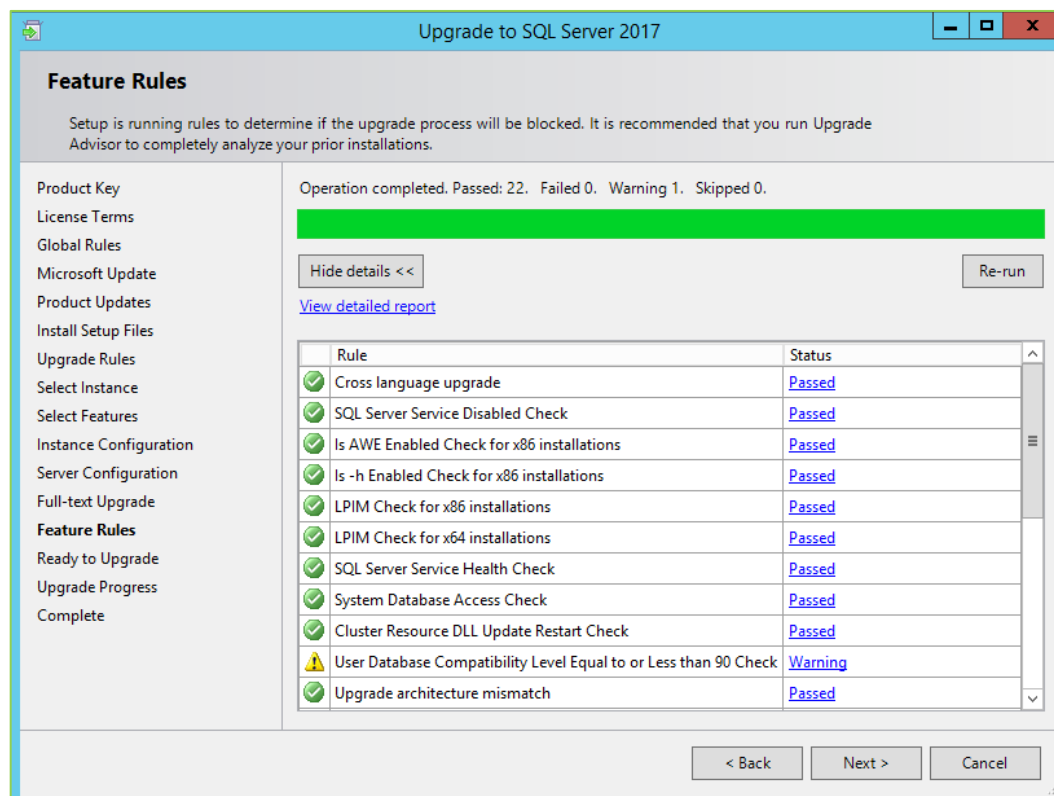 Upgrade to SQL Server 2017
Feature Rules
Setup is running rules to determine if the upgrade process will be blocked. It is recommended that you run Upgrade
Advisor to completely analyze your prior installations.
Product Key
License Terms
Global Rules
Microsoft Update
Product Updates
Install Setup Files
Upgrade Rules
Select Instance
Select Features
Instance Configuration
Server Configuration
Full-text Upgrade
Feature Rules
Ready to Upgrade
Upgrade Progress
Complete
Operation completed. Passed: 22. Failed 0. Warning 1. Skipped 0.
Hide details <<
Re-run
View detailed report
Rule Status
Cross language upgrade Passed
SQL Server Service Disabled Check Passed
Is AWE Enabled Check for x86 installations Passed
Is -h Enabled Check for x86 installations Passed
LPIM Check for x86 installations Passed
LPIM Check for x64 installations Passed
SQL Server Service Health Check Passed
System Database Access Check Passed
Cluster Resource DLL Update Restart Check Passed
User Database Compatibility Level Equal to or Less than 90 Check Warning
Upgrade architecture mismatch Passed
< Back Next > Cancel